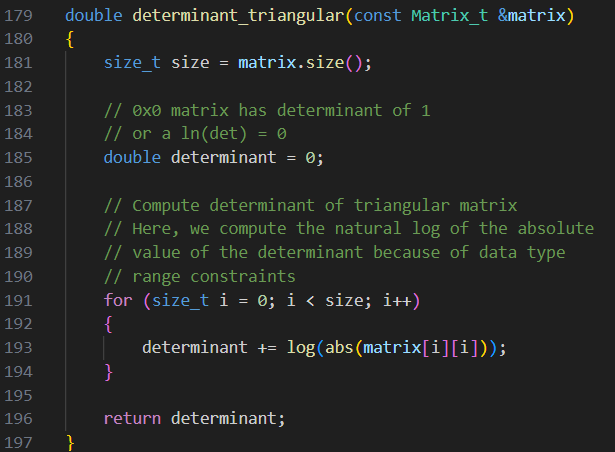 179 double determinant_triangular(const Matrix_t &matrix)
180 {
181     size_t size = matrix.size();
182
183     // 0x0 matrix has determinant of 1
184     // or a ln(det) = 0
185     double determinant = 0;
186
187     // Compute determinant of triangular matrix
188     // Here, we compute the natural log of the absolute
189     // value of the determinant because of data type
190     // range constraints
191     for (size_t i = 0; i < size; i++)
192     {
193         determinant += log(abs(matrix[i][i]));
194     }
195
196     return determinant;
197 }